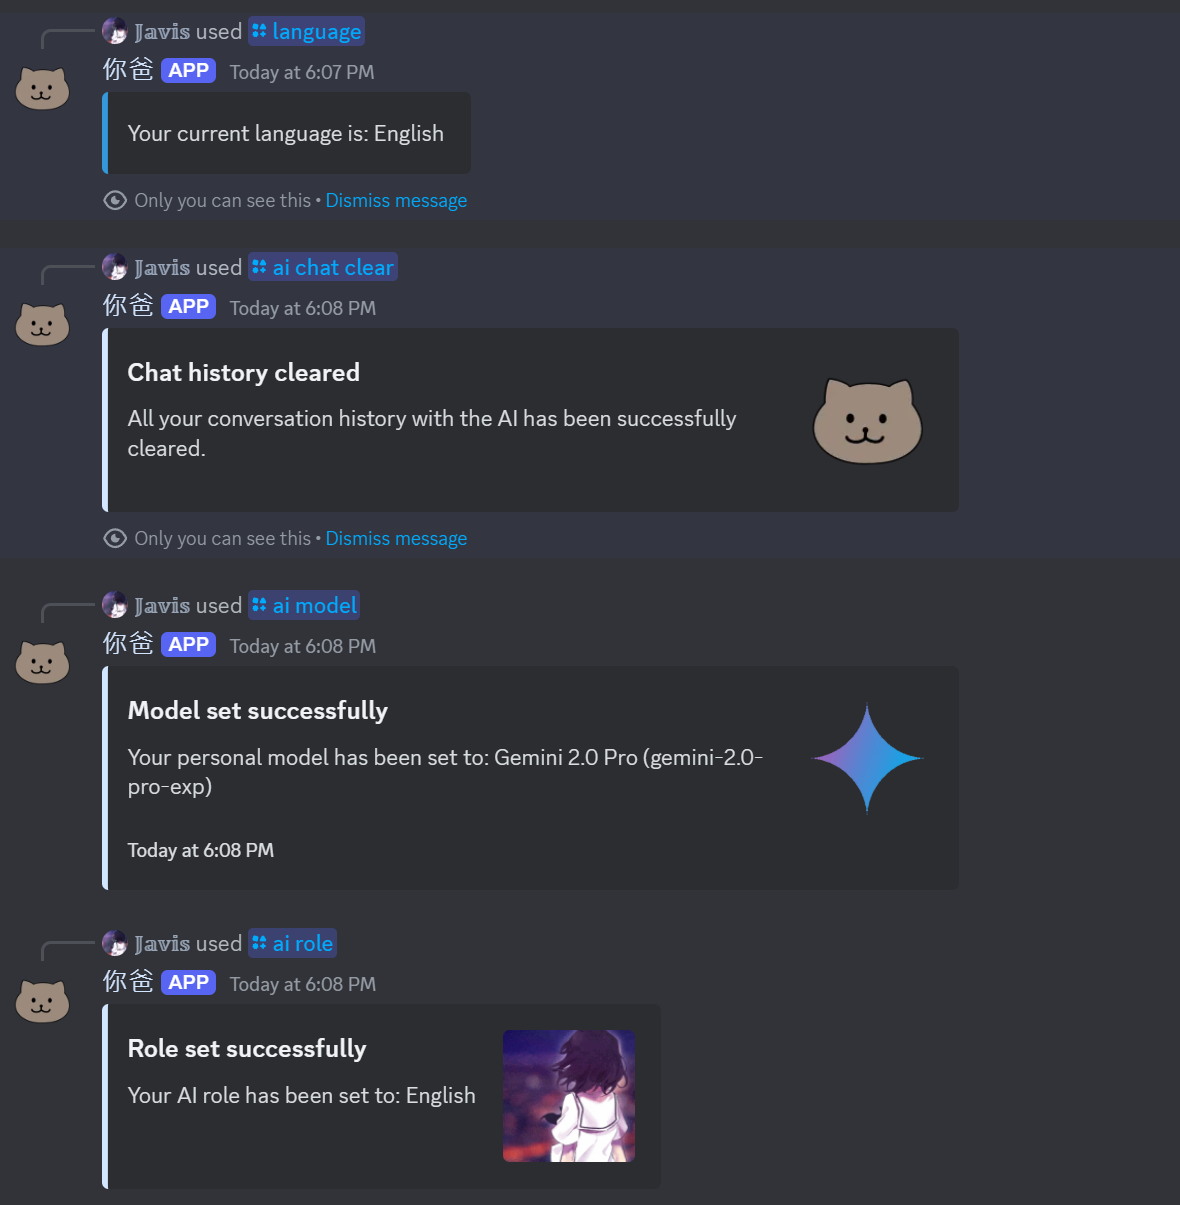 𝕁𝕒𝕧𝕚𝕤 used language
你爸 APP Today at 6:07 PM
Your current language is: English
Only you can see this • Dismiss message
𝕁𝕒𝕧𝕚𝕤 used ai chat clear
你爸 APP Today at 6:08 PM
Chat history cleared
All your conversation history with the AI has been successfully
cleared.
Only you can see this • Dismiss message
𝕁𝕒𝕧𝕚𝕤 used ai model
你爸 APP Today at 6:08 PM
Model set successfully
Your personal model has been set to: Gemini 2.0 Pro (gemini-2.0-
pro-exp)
Today at 6:08 PM
𝕁𝕒𝕧𝕚𝕤 used ai role
你爸 APP Today at 6:08 PM
Role set successfully
Your AI role has been set to: English